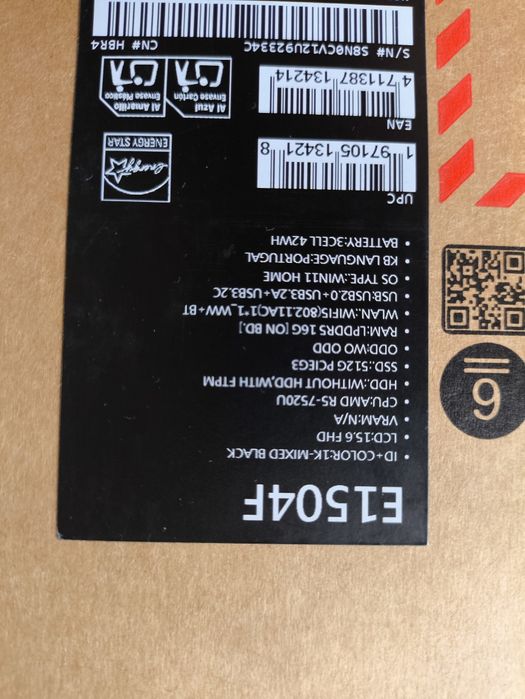 E1504F
• ID+COLOR:1K-MIXED BLACK
• LCD:15.6 FHD
• VRAM:N/A
• CPU:AMD R5-7520U
• HDD:.WITHOUT HDD,WITH FTPM
• SSD:.512G PCIEG3
• ODD:WO ODD
• RAM:LPDDR5 16G [ON BD.]
• WLAN:.WIFI5(802.11AC)1*1_WW+BT
• USB:USB2.0 +USB3.2A+USB3.2C
• OS TYPE:.WIN11 HOME
• KB LANGUAGE:PORTUGAL
• BATTERY:3CELL 42WH
UPC
1 97105 13421 8
ENERGY STAR
EAN
4 711387 134214
Al Azul
Envase Cartón
Al Amarillo
Envase Plástico
S/N# S8N0CV12U92334C
CN# HBR4
9